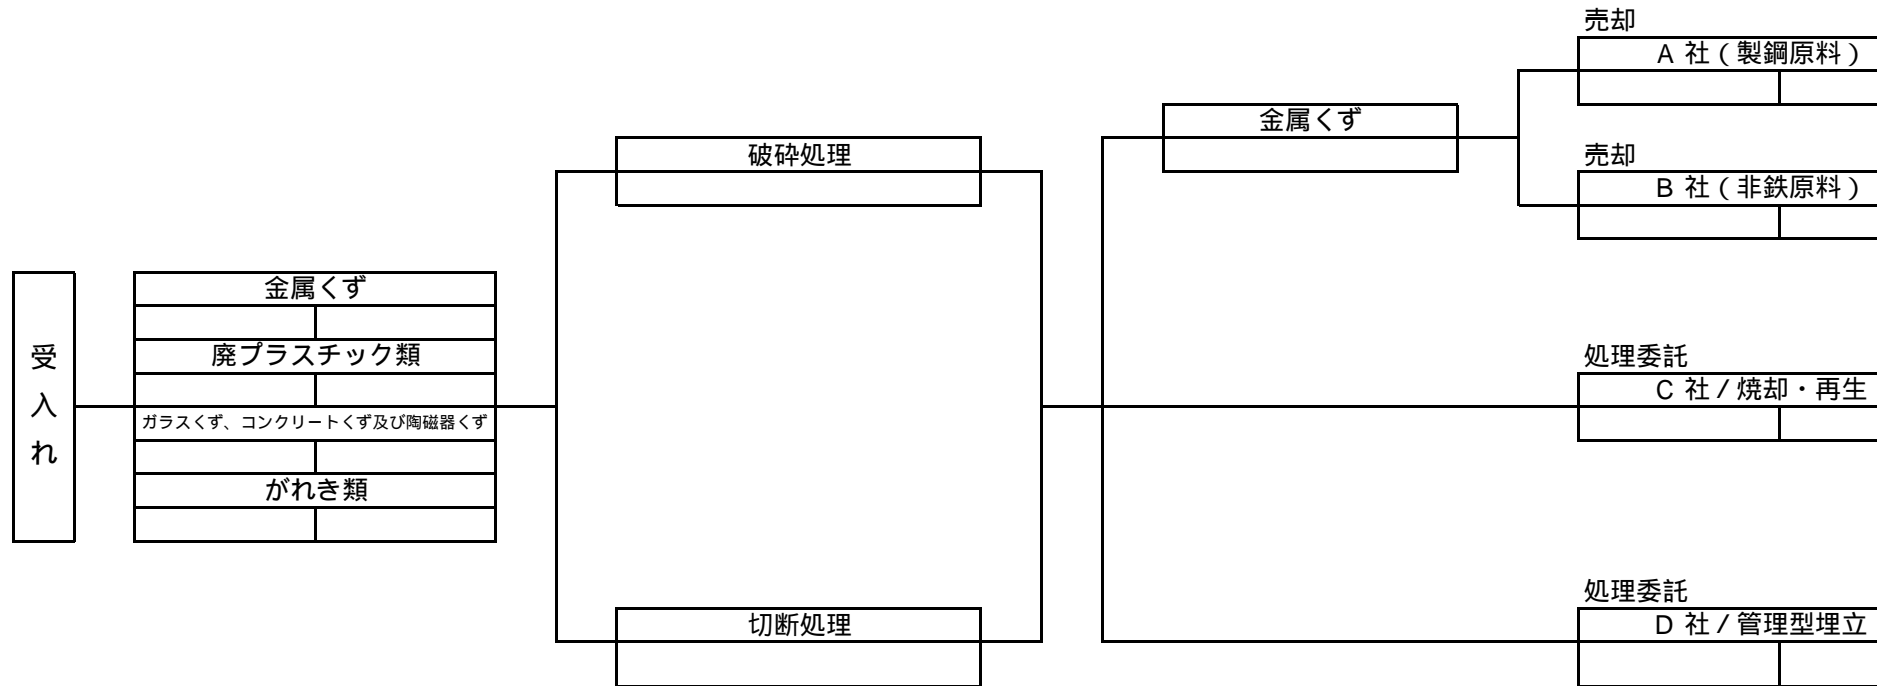 売却
A 社 ( 製鋼原料 )
金属くず
破砕処理
売却
B 社 ( 非鉄原料 )
受入れ
金属くず
廃プラスチック類
ガラスくず、コンクリートくず及び陶磁器くず
がれき類
処理委託
C 社 / 焼却・再生
処理委託
切断処理
D 社 / 管理型埋立